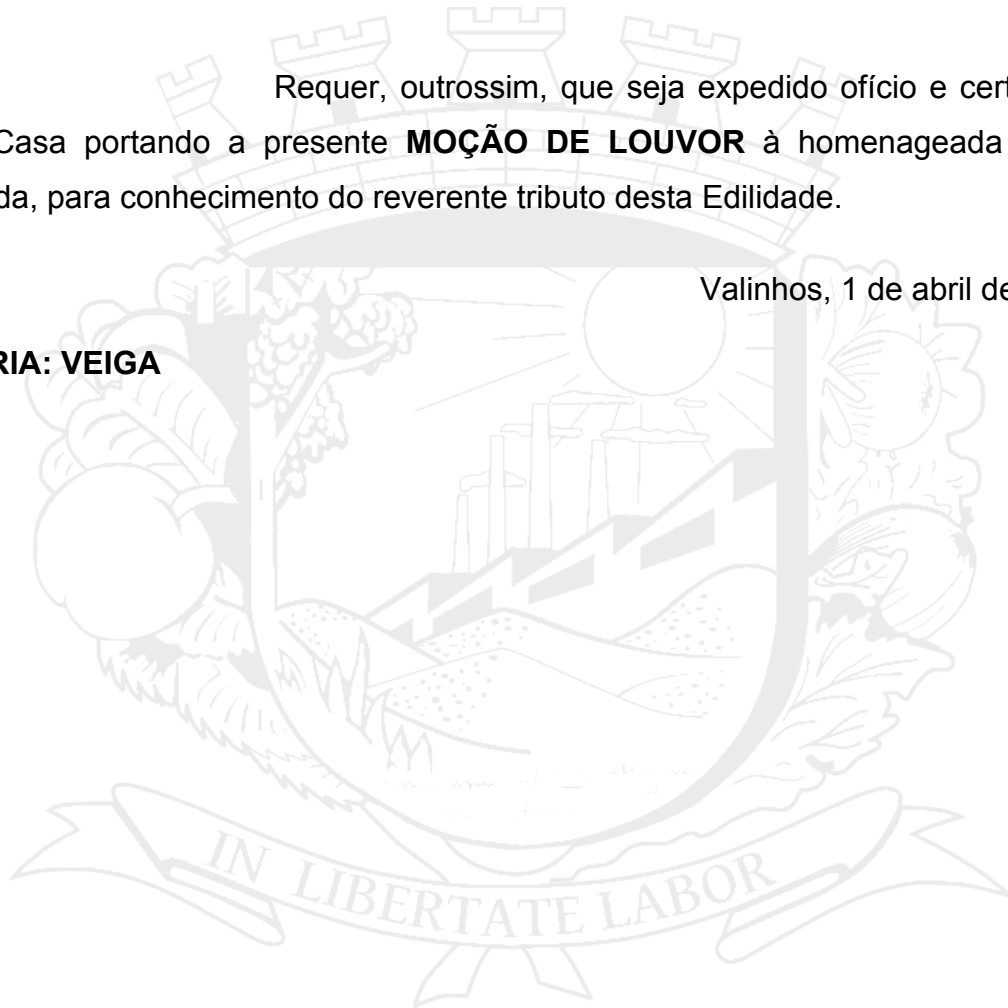 Requer, outrossim, que seja expedido ofício e cert
Casa portando a presente MOÇÃO DE LOUVOR à homenageada
da, para conhecimento do reverente tributo desta Edilidade.
Valinhos, 1 de abril de
RIA: VEIGA
IN LIBERTATE LABOR